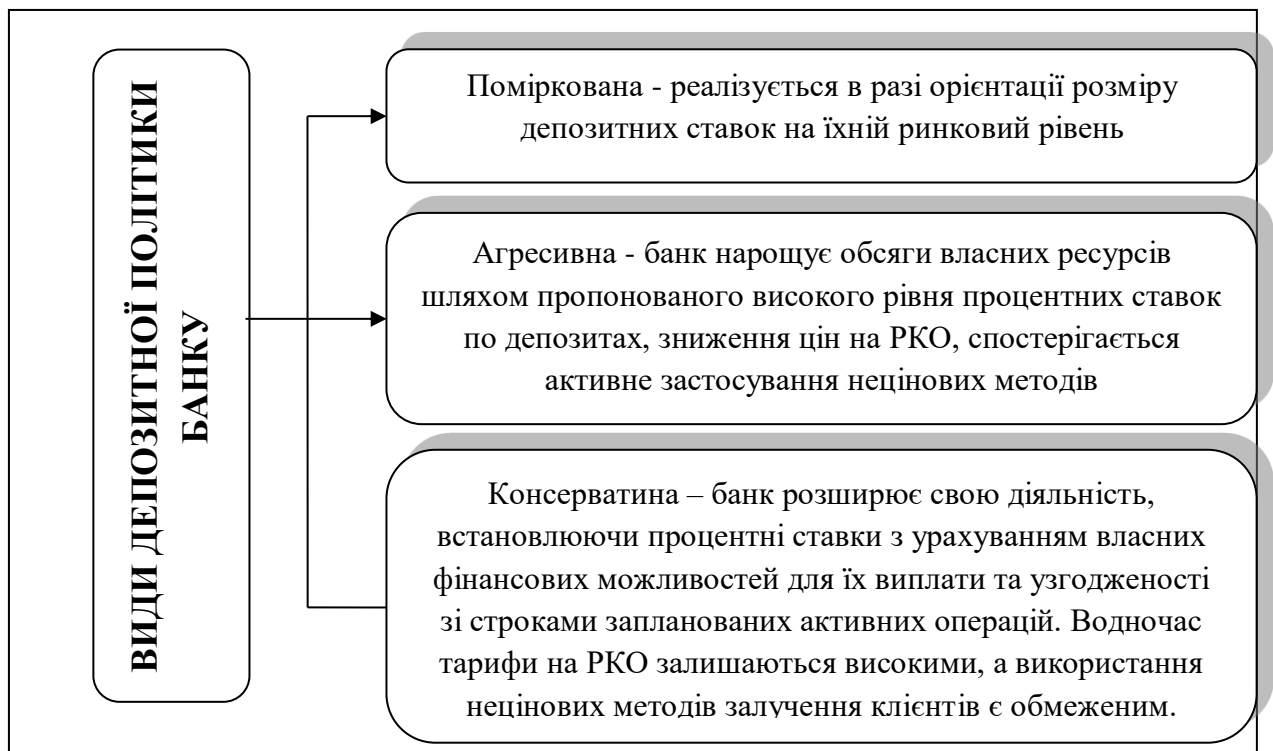 ВИДИ ДЕПОЗИТНОЇ ПОЛІТИКИ
БАНКУ
Поміркована - реалізується в разі орієнтації розміру
депозитних ставок на їхній ринковий рівень
Агресивна - банк нарощує обсяги власних ресурсів
шляхом пропонованого високого рівня процентних ставок
по депозитах, зниження цін на РКО, спостерігається
активне застосування нецінових методів
Консерватина – банк розширює свою діяльність,
встановлюючи процентні ставки з урахуванням власних
фінансових можливостей для їх виплати та узгодженості
зі строками запланованих активних операцій. Водночас
тарифи на РКО залишаються високими, а використання
нецінових методів залучення клієнтів є обмеженим.